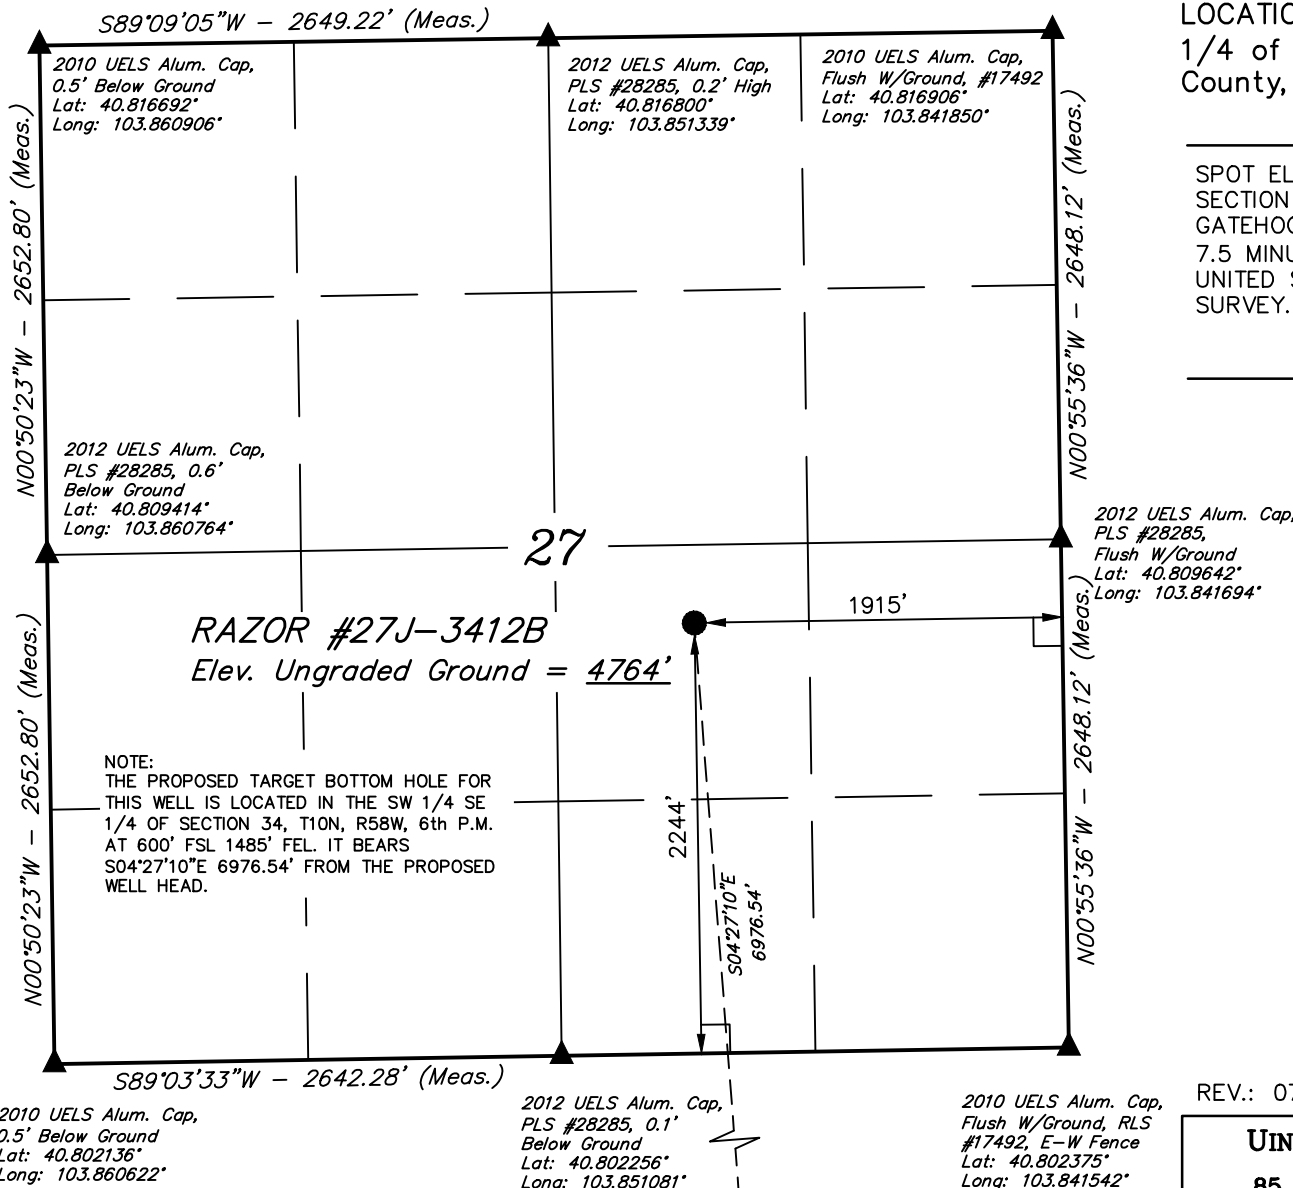 S89°09'05"W – 2649.22' (Meas.)
2010 UELS Alum. Cap,
0.5' Below Ground
Lat: 40.816692°
Long: 103.860906°
2012 UELS Alum. Cap,
PLS #28285, 0.2' High
Lat: 40.816800°
Long: 103.851339°
2010 UELS Alum. Cap,
Flush W/Ground, #17492
Lat: 40.816906°
Long: 103.841850°
1/4 of
County,
SPOT
SECTION
7.5
UNITED
SURVEY.
N00°50'23"W – 2652.80' (Meas.)
N00°55'36"W – 2648.12' (Meas.)
2012 UELS Alum. Cap,
PLS #28285, 0.6'
Below Ground
Lat: 40.809414°
Long: 103.860764°
27
2012 UELS Alum. Cap,
PLS #28285,
Flush W/Ground
Lat: 40.809642°
Long: 103.841694°
1915'
RAZOR #27J–3412B
Elev. Ungraded Ground = 4764'
NOTE:
THE PROPOSED TARGET BOTTOM HOLE FOR
THIS WELL IS LOCATED IN THE SW 1/4 SE
1/4 OF SECTION 34, T10N, R58W, 6th P.M.
AT 600' FSL 1485' FEL. IT BEARS
S04°27'10"E 6976.54' FROM THE PROPOSED
WELL HEAD.
2244'
S04°27'10"E
6976.54'
N00°50'23"W – 2652.80' (Meas.)
N00°55'36"W – 2648.12' (Meas.)
S89°03'33"W – 2642.28' (Meas.)
2010 UELS Alum. Cap,
0.5' Below Ground
Lat: 40.802136°
Long: 103.860622°
2012 UELS Alum. Cap,
PLS #28285, 0.1'
Below Ground
Lat: 40.802256°
Long: 103.851081°
2010 UELS Alum. Cap,
Flush W/Ground, RLS
#17492, E–W Fence
Lat: 40.802375°
Long: 103.841542°
REV.:
85